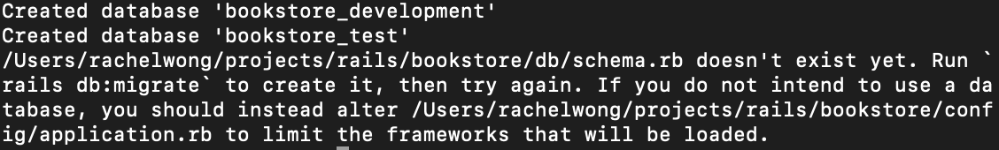 Created database 'bookstore_development'
Created database 'bookstore_test'
/Users/rachelwong/projects/rails/bookstore/db/schema.rb doesn't exist yet. Run `
rails db:migrate` to create it, then try again. If you do not intend to use a da
tabase, you should instead alter /Users/rachelwong/projects/rails/bookstore/conf
ig/application.rb to limit the frameworks that will be loaded.